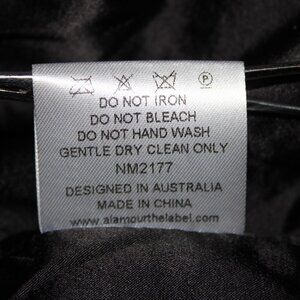 DO NOT IRON
DO NOT BLEACH
DO NOT HAND WASH
GENTLE DRY CLEAN ONLY
NM2177
DESIGNED IN AUSTRALIA
MADE IN CHINA
www.alamourthelabel.com